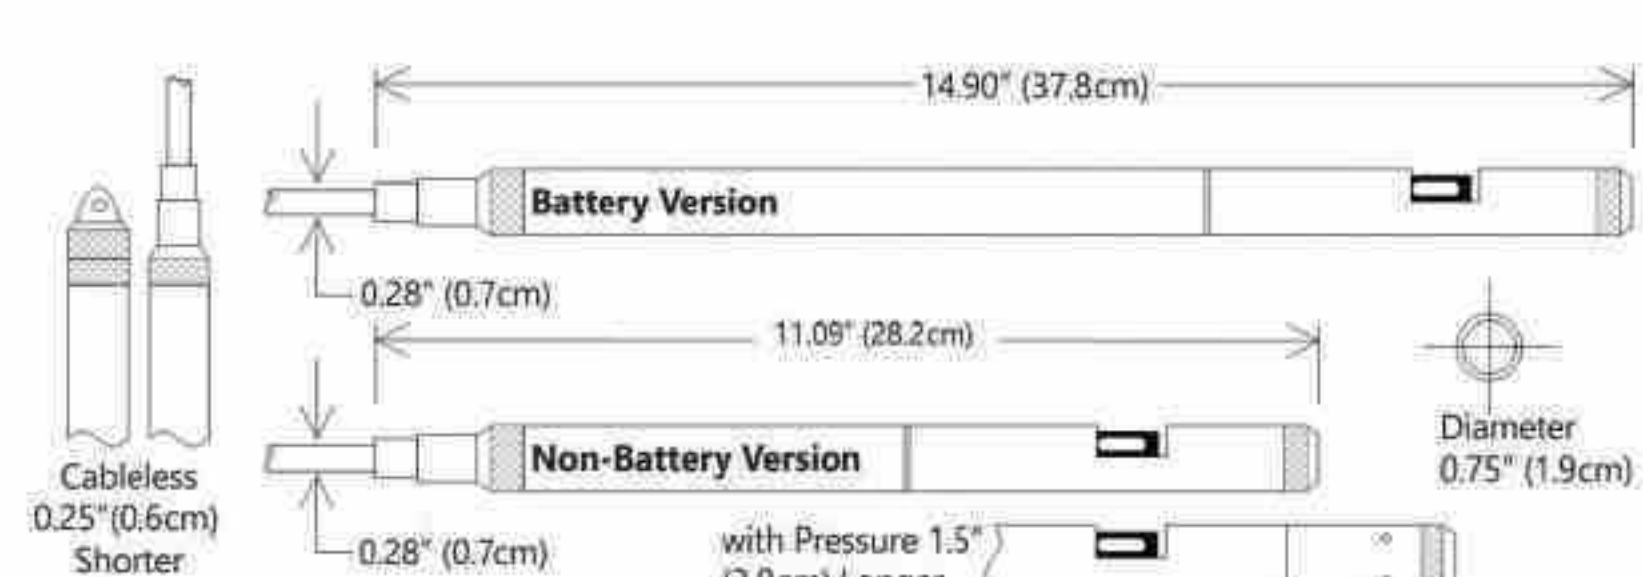 14.90" (37.8cm)
Battery Version
0.28" (0.7cm)
11.09" (28.2cm)
Non-Battery Version
0.28" (0.7cm)
Diameter
0.75" (1.9cm)
Cableless
0.25"(0.6cm)
Shorter
with Pressure 1.5"
Longer